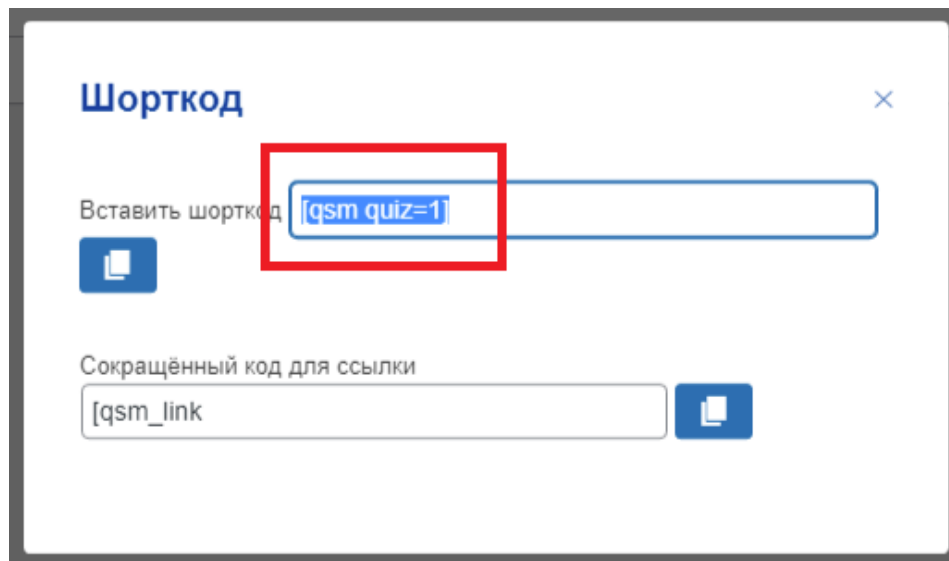 Шорткод
Вставить шорткод [qsm quiz=1]
Сокращённый код для ссылки
[qsm_link